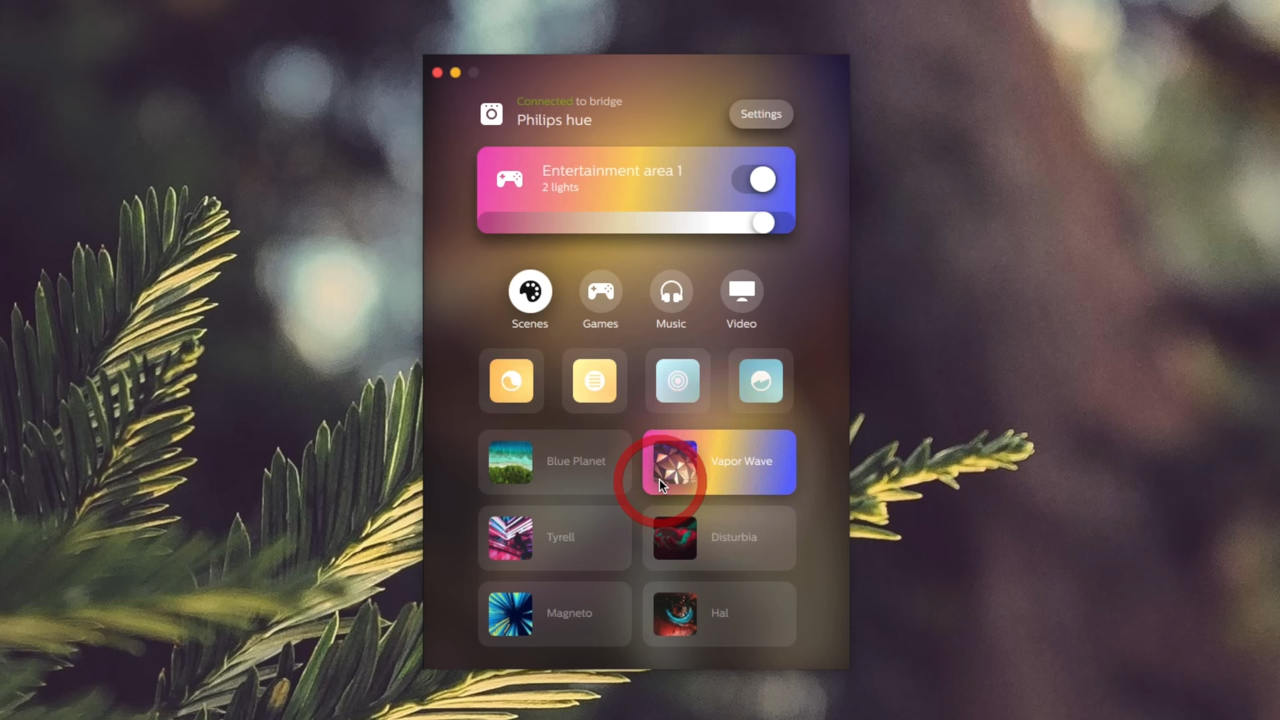 Connected to bridge
Philips hue
Settings
Entertainment area 1
2 lights
Scenes
Games
Music
Video
Blue Planet
Vapor Wave
Tyrell
Disturbia
Magneto
Hal